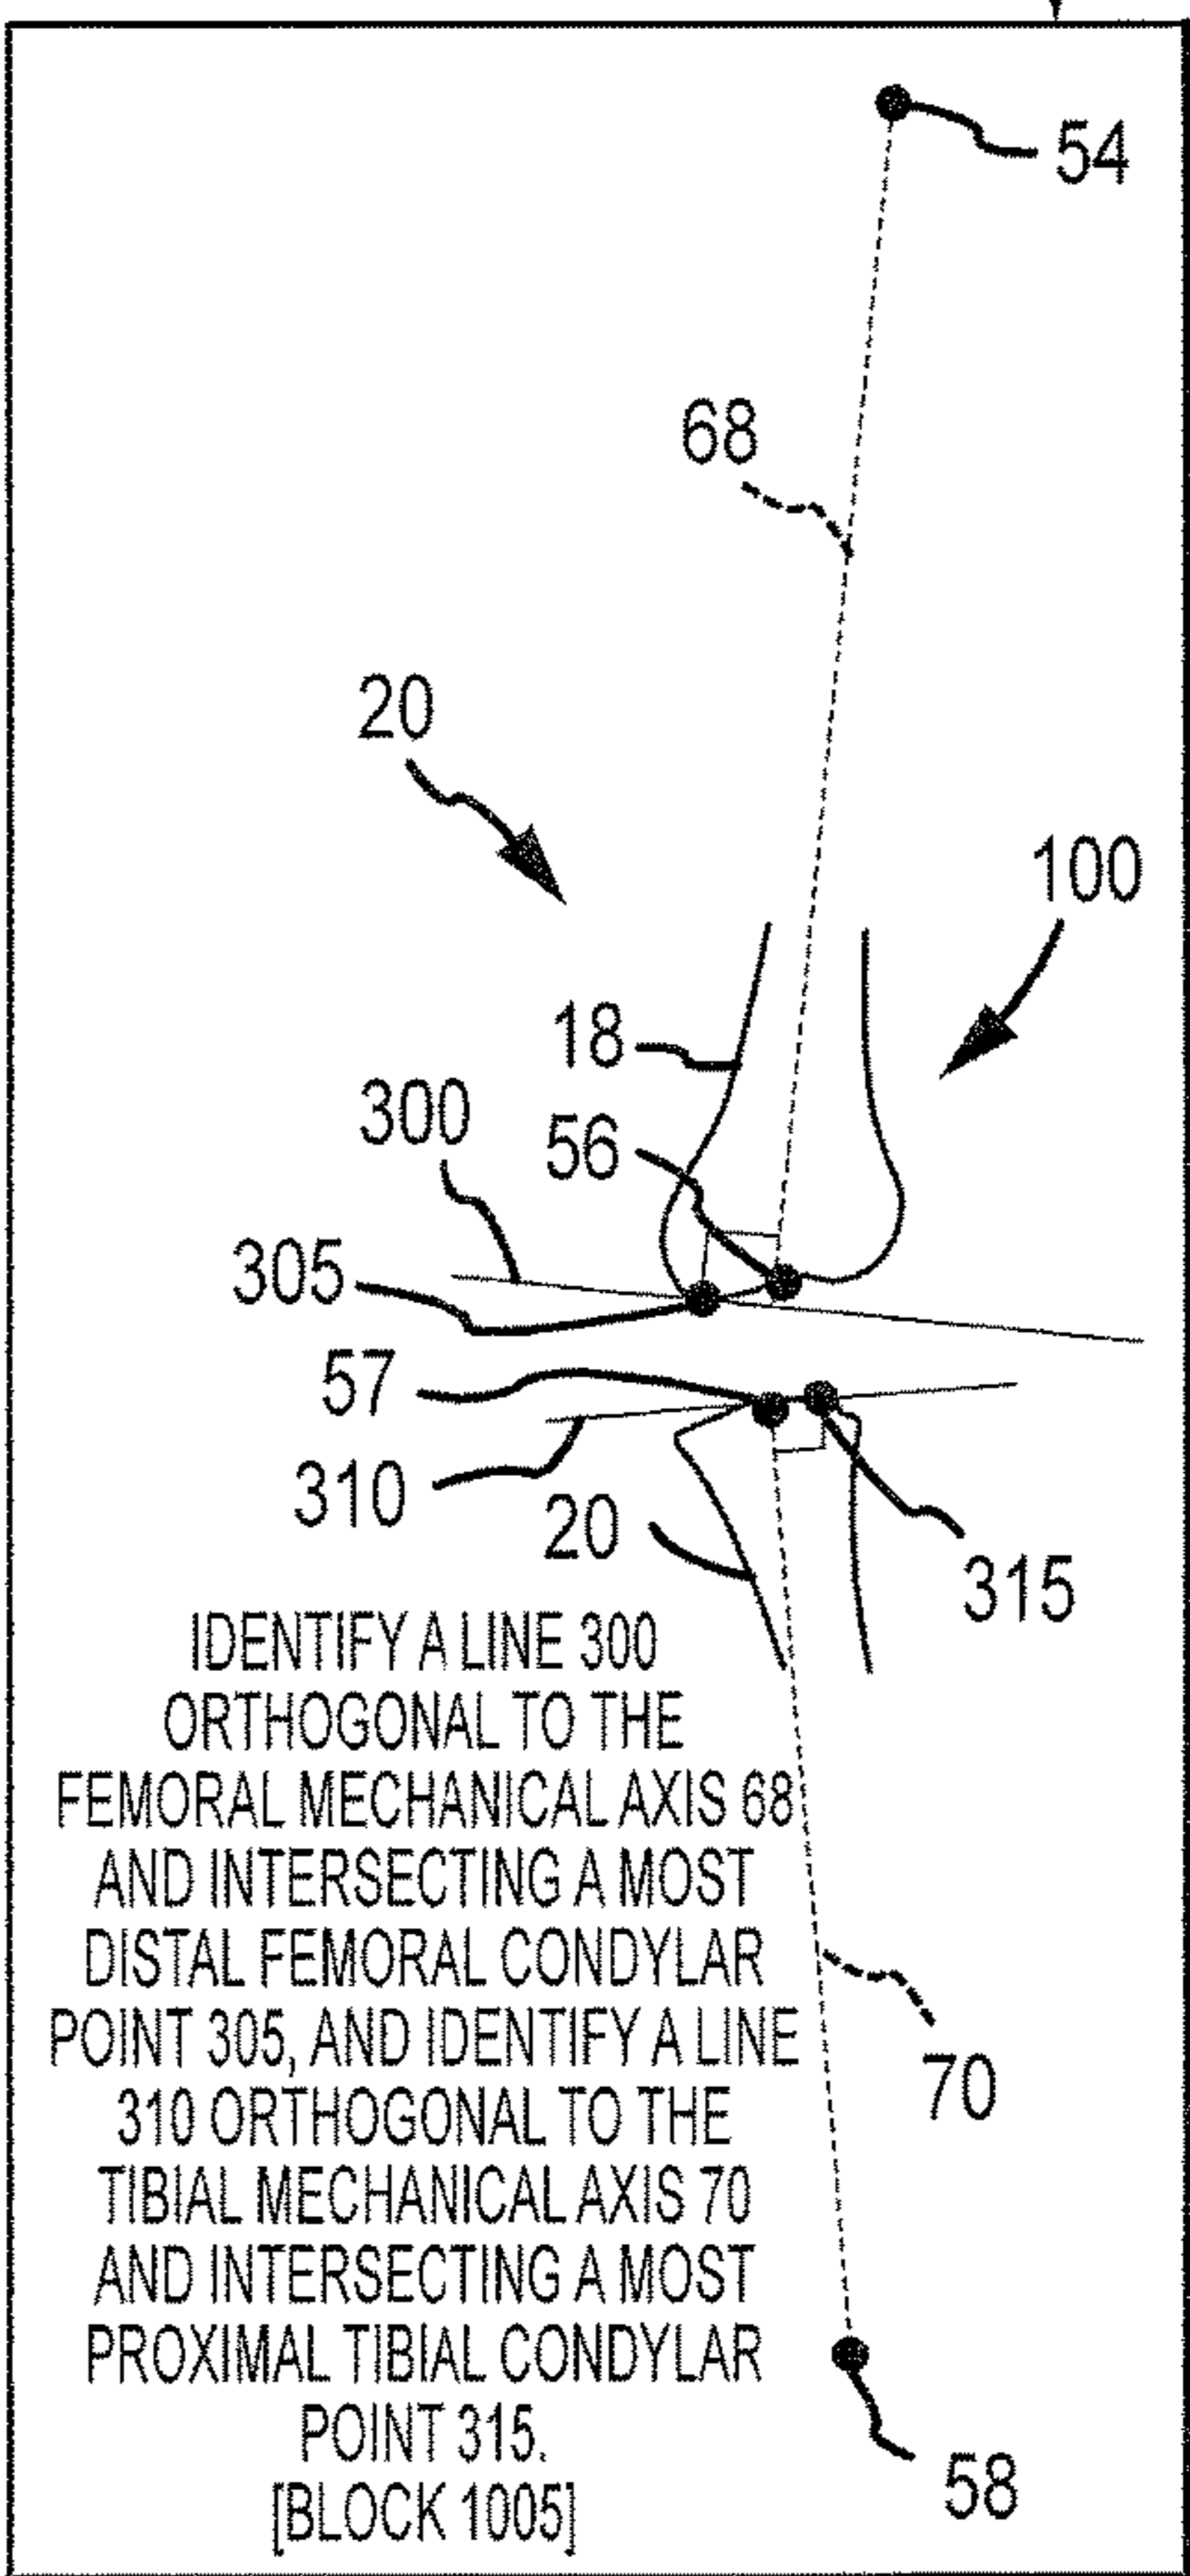 54
68
20
100
18
300
56
305
57
310
20
315
IDENTIFY A LINE 300
ORTHOGONAL TO THE
FEMORAL MECHANICAL AXIS 68
AND INTERSECTING A MOST
DISTAL FEMORAL CONDYLAR
POINT 305, AND IDENTIFY A LINE
310 ORTHOGONAL TO THE
TIBIAL MECHANICAL AXIS 70
AND INTERSECTING A MOST
PROXIMAL TIBIAL CONDYLAR
POINT 315.
[BLOCK 1005]
70
58